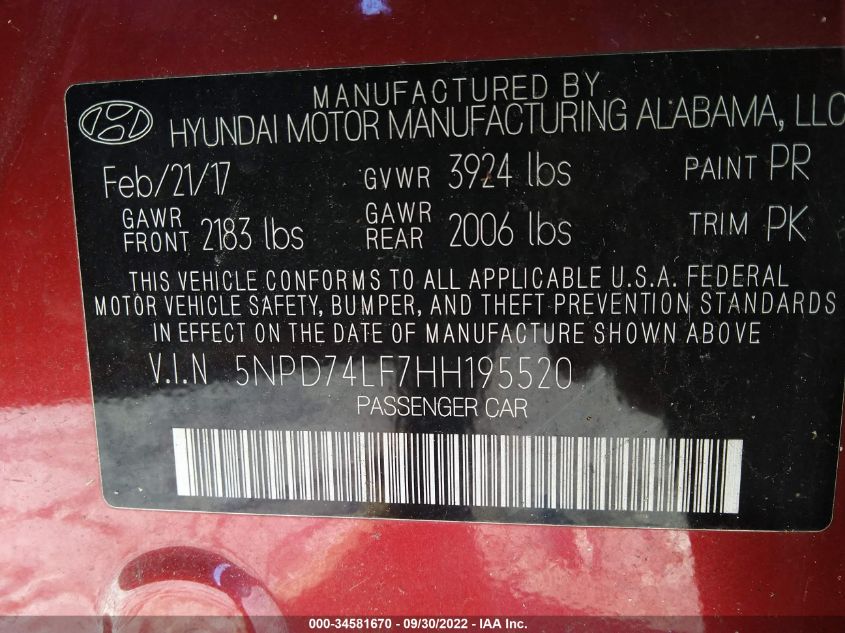 MANUFACTURED BY
HYUNDAI MOTOR MANUFACTURING ALABAMA, LLC
Feb/21/17 GVWR 3924 lbs PAINT PR
GAWR FRONT 2183 lbs GAWR REAR 2006 lbs TRIM PK
THIS VEHICLE CONFORMS TO ALL APPLICABLE U.S.A. FEDERAL
MOTOR VEHICLE SAFETY, BUMPER, AND THEFT PREVENTION STANDARDS
IN EFFECT ON THE DATE OF MANUFACTURE SHOWN ABOVE
V.I.N 5NPD74LF7HH195520
PASSENGER CAR
000-34581670 - 09/30/2022 - IAA Inc.